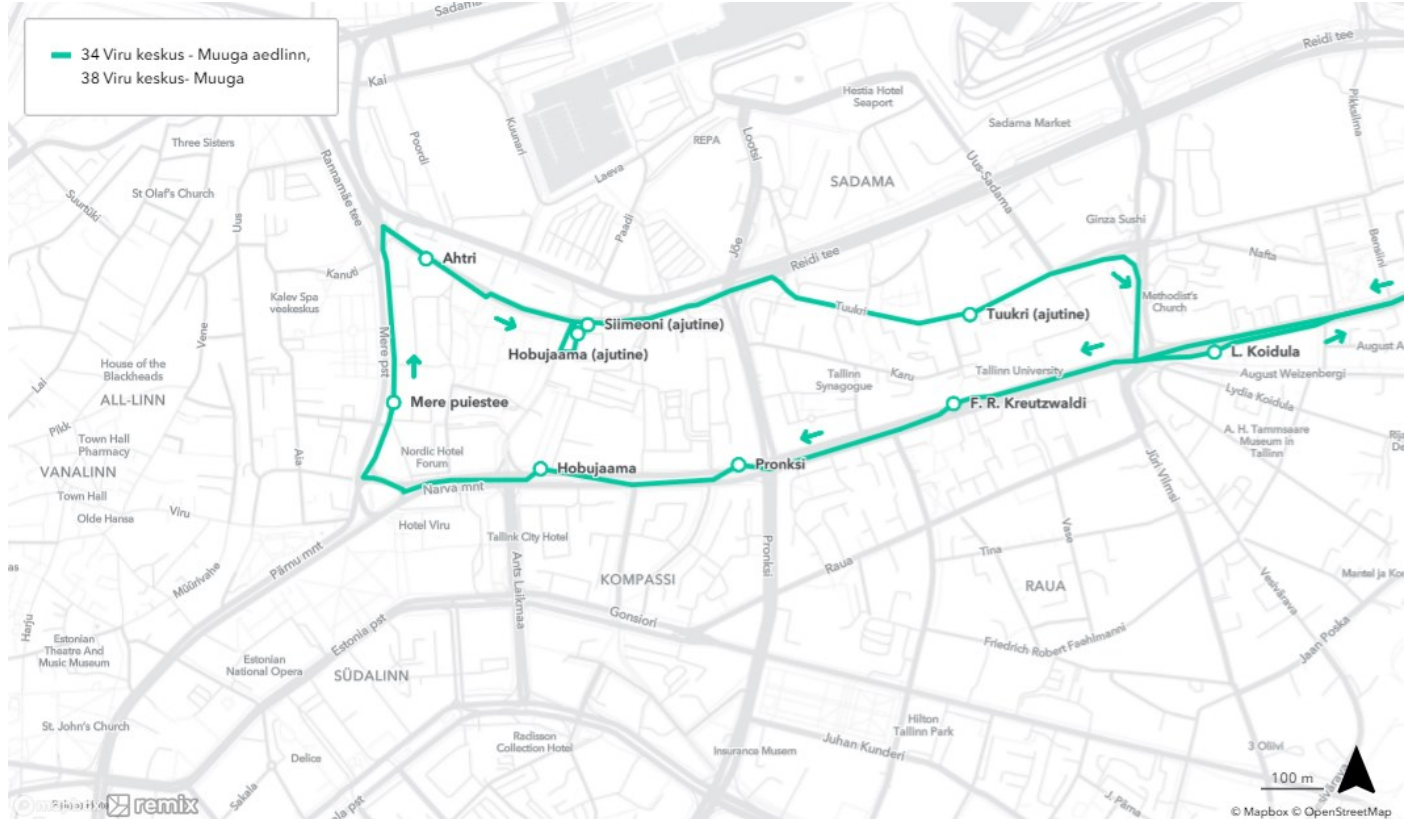 34 Viru keskus - Muuga aedlinn,
38 Viru keskus- Muuga
Sadama
Kai
Reidi tee
Hestia Hotel
Seaport
Pikksilma
Three Sisters
Poordi
Kuunari
REPA
Lootsi
Sadama Market
Rannamäe tee
Laeva
Uus-Sadama
St Olaf's Church
SADAMA
Suurtüki
Uus
Paadi
Ginza Sushi
Bensiini
Jõe
Reidi tee
Nafta
Kanuti
Ahtri
Kalev Spa
veekeskus
Tuukri
Methodist's
Church
Vene
Mere pst
Siimeoni (ajutine)
Tuukri (ajutine)
Hobujaama (ajutine)
L. Koidula
August A
House of the
Blackheads
Lai
ALL-LINN
Tallinn
Synagogue
Karu
Tallinn University
August Weizenbergi
Lydia Koidula
Mere puiestee
F. R. Kreutzwaldi
Pikk
Town Hall
Pharmacy
Aia
Nordic Hotel
Forum
A. H. Tammsaare
Museum in
Tallinn
VANALINN
Hobujaama
Pronksi
Jüri Vilmsi
Town Hall
Narva mnt
Olde Hansa
Viru
Hotel Viru
Vase
Tallink City Hotel
Pronksi
Pärnu mnt
Ants Laikmaa
Raua
Tina
Müürivahe
KOMPASSI
RAUA
Vesivärava
Mantel ja Ko
Harju
Gonsiori
Estonian
Theatre And
Music Museum
Estonia pst
Friedrich Robert Faehlmanni
Jaan Poska
Estonian
National Opera
SÜDALINN
St. John's Church
Hilton
Tallinn Park
Radisson
Collection Hotel
Insurance Musem
Juhan Kunderi
3 Oliivi
Delice
100 m
Sakala
J. Pärna
remix
© Mapbox © OpenStreetMap